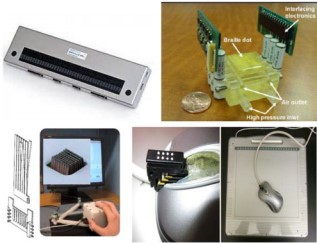 Interfacing
electronics
Braille dot
Air outlet
High pressure inlet